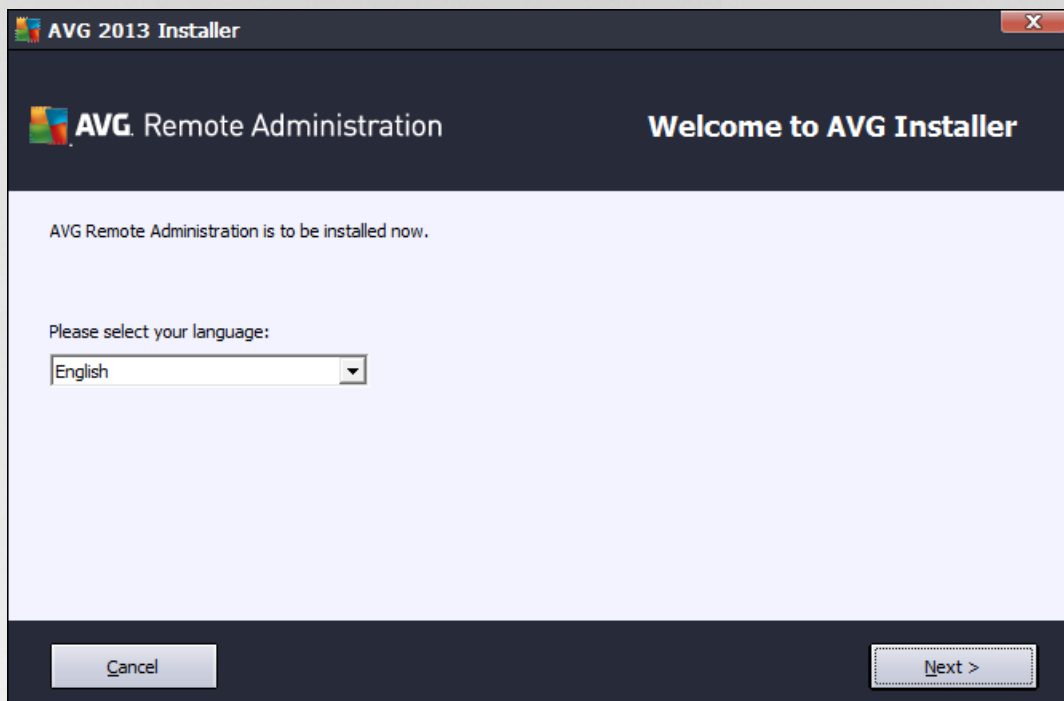 AVG 2013 Installer
X
AVG. Remote Administration
Welcome to AVG Installer
AVG Remote Administration is to be installed now.
Please select your language:
English
Cancel
Next >